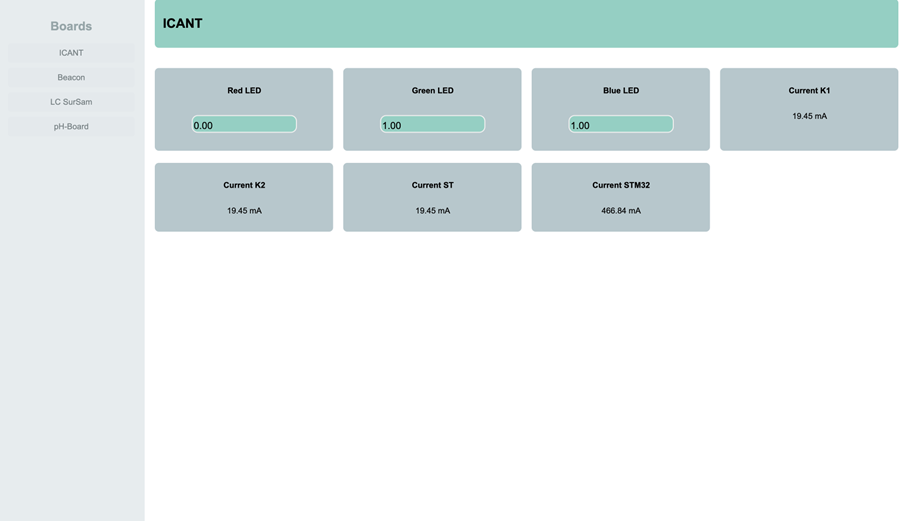 Boards
ICANT
Beacon
LC SurSam
pH-Board
ICANT
Red LED
0.00
Green LED
1.00
Blue LED
1.00
Current K1
19.45 mA
Current K2
19.45 mA
Current ST
19.45 mA
Current STM32
466.84 mA